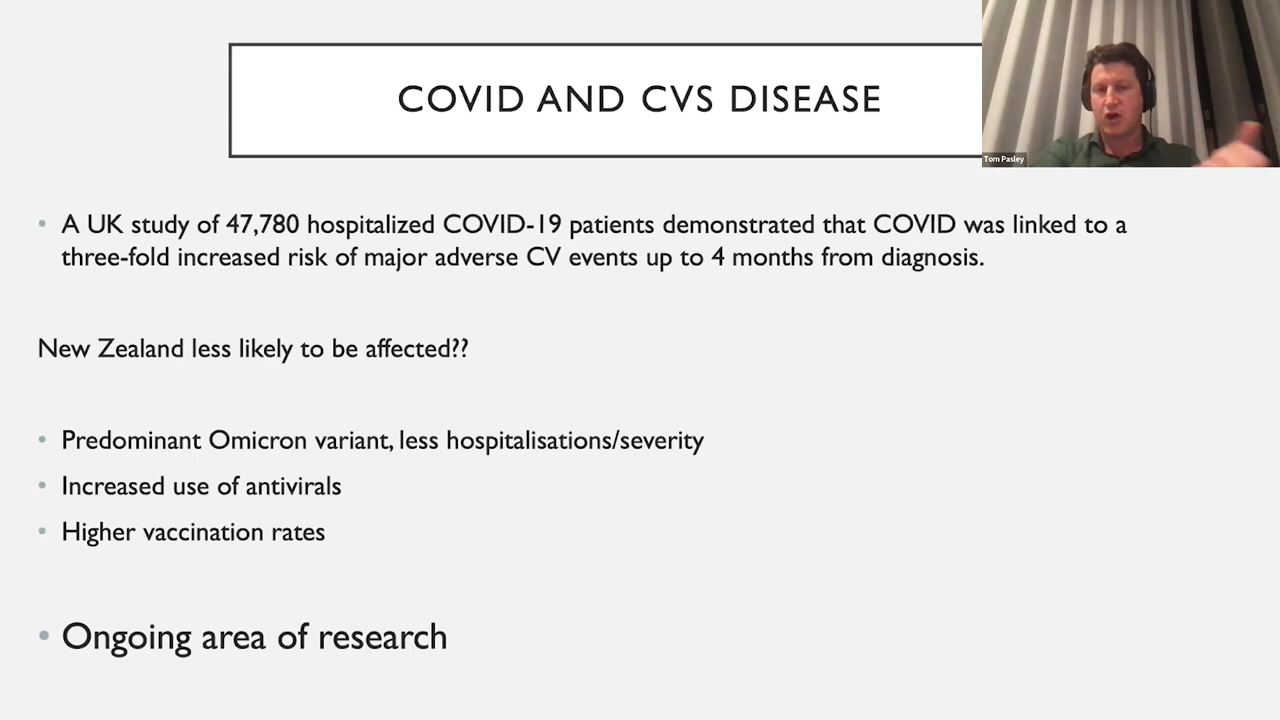 COVID AND CVS DISEASE
Tom Pasley
• A UK study of 47,780 hospitalized COVID-19 patients demonstrated that COVID was linked to a
three-fold increased risk of major adverse CV events up to 4 months from diagnosis.
New Zealand less likely to be affected??
• Predominant Omicron variant, less hospitalisations/severity
• Increased use of antivirals
• Higher vaccination rates
• Ongoing area of research